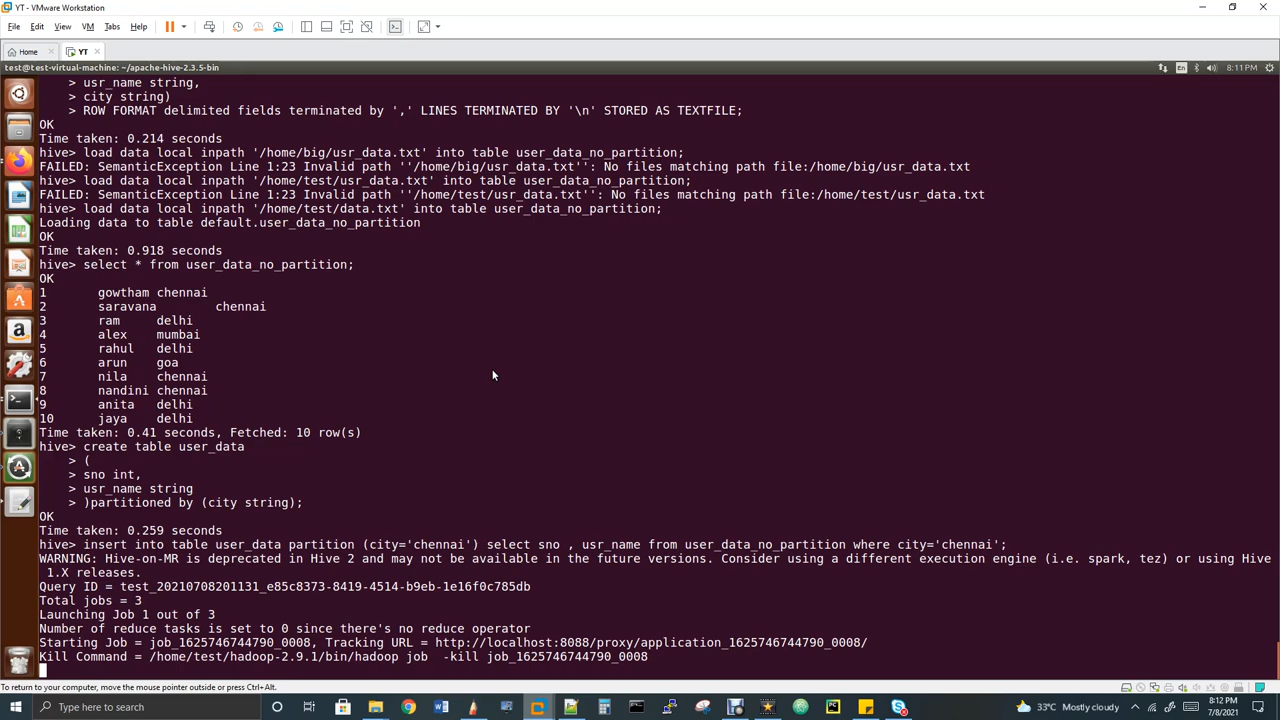 YT - VMware Workstation
File Edit View VM Tabs Help
Home YT
test@test-virtual-machine: ~/apache-hive-2.3.5-bin En 8:11PM
> usr_name string,
> city string)
> ROW FORMAT delimited fields terminated by ',' LINES TERMINATED BY '\n' STORED AS TEXTFILE;
OK
Time taken: 0.214 seconds
hive> load data local inpath '/home/big/usr_data.txt' into table user_data_no_partition;
FAILED: SemanticException Line 1:23 Invalid path ''/home/big/usr_data.txt'': No files matching path file:/home/big/usr_data.txt
hive> load data local inpath '/home/test/usr_data.txt' into table user_data_no_partition;
FAILED: SemanticException Line 1:23 Invalid path ''/home/test/usr_data.txt'': No files matching path file:/home/test/usr_data.txt
hive> load data local inpath '/home/test/data.txt' into table user_data_no_partition;
Loading data to table default.user_data_no_partition
OK
Time taken: 0.918 seconds
hive> select * from user_data_no_partition;
OK
1 gowtham chennai
2 saravana chennai
3 ram delhi
4 alex mumbai
5 rahul delhi
6 arun goa
7 nila chennai
8 nandini chennai
9 anita delhi
10 jaya delhi
Time taken: 0.41 seconds, Fetched: 10 row(s)
hive> create table user_data
> (
> sno int,
> usr_name string
> )partitioned by (city string);
OK
Time taken: 0.259 seconds
hive> insert into table user_data partition (city='chennai') select sno , usr_name from user_data_no_partition where city='chennai';
WARNING: Hive-on-MR is deprecated in Hive 2 and may not be available in the future versions. Consider using a different execution engine (i.e. spark, tez) or using Hive
1.X releases.
Query ID = test_20210708201131_e85c8373-8419-4514-b9eb-1e16f0c785db
Total jobs = 3
Launching Job 1 out of 3
Number of reduce tasks is set to 0 since there's no reduce operator
Starting Job = job_1625746744790_0008, Tracking URL = http://localhost:8088/proxy/application_1625746744790_0008/
Kill Command = /home/test/hadoop-2.9.1/bin/hadoop job -kill job_1625746744790_0008
To return to your computer, move the mouse pointer outside or press Ctrl+Alt.
Type here to search
33°C Mostly cloudy
8:12 PM
7/8/2021